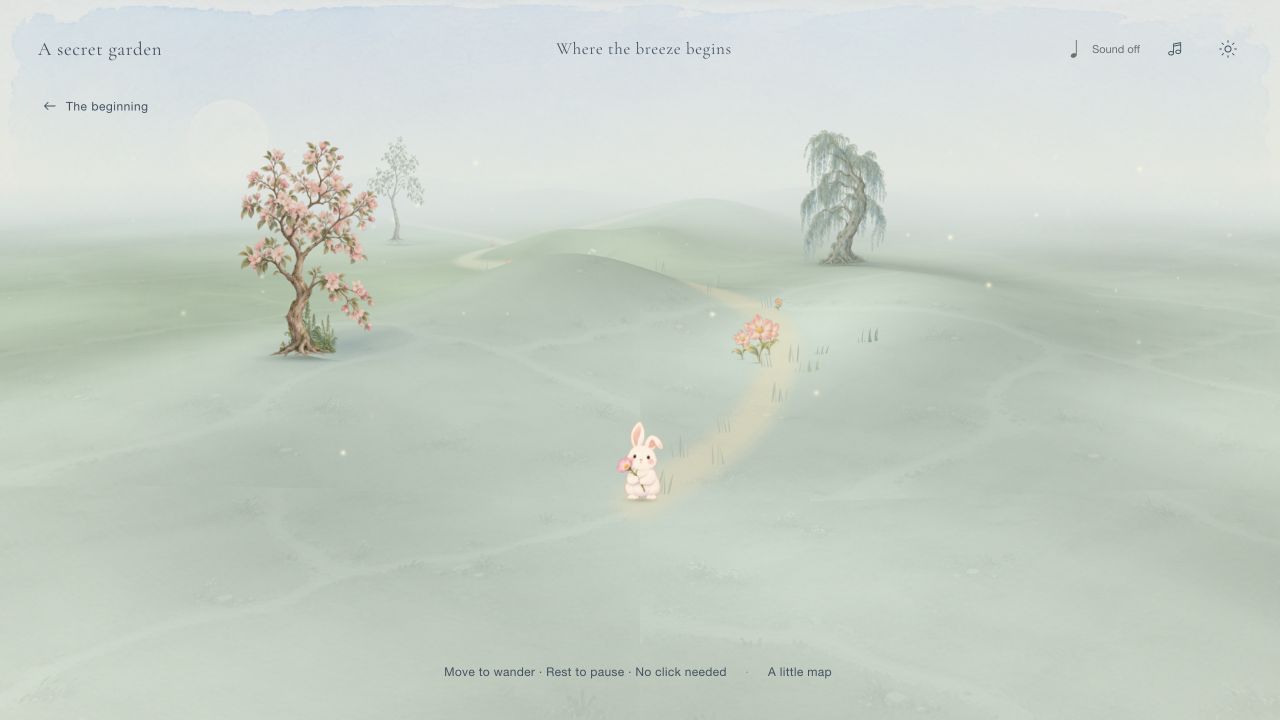 A secret garden
Where the breeze begins
Sound off
The beginning
Move to wander · Rest to pause · No click needed · A little map